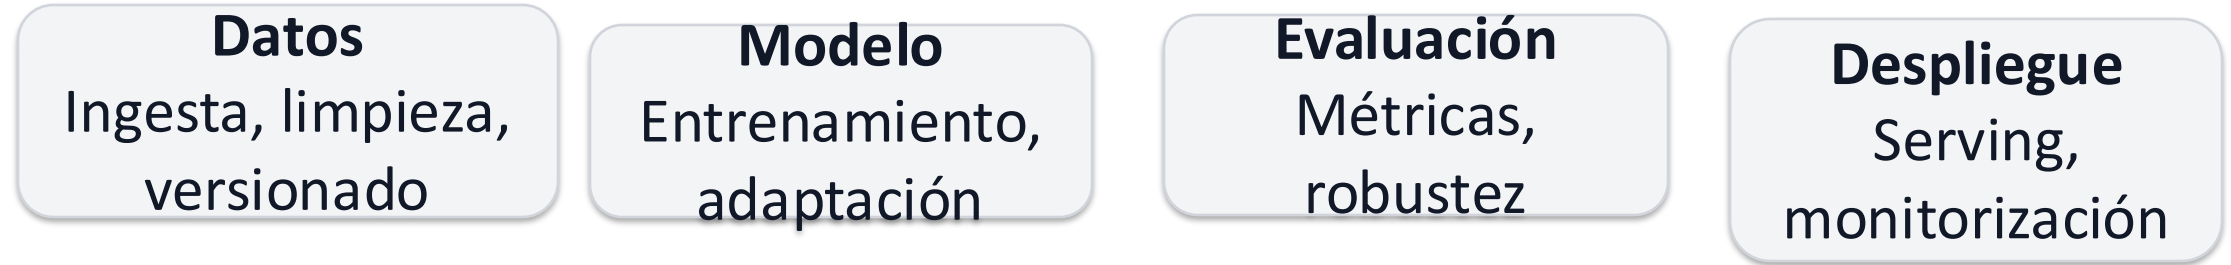 Datos
Ingesta, limpieza,
versionado
Modelo
Entrenamiento,
adaptación
Evaluación
Métricas,
robustez
Despliegue
Serving,
monitorización